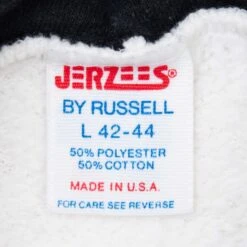 JERZEES®
BY RUSSELL
L 42-44
50% POLYESTER
50% COTTON
MADE IN U.S.A.
FOR CARE SEE REVERSE